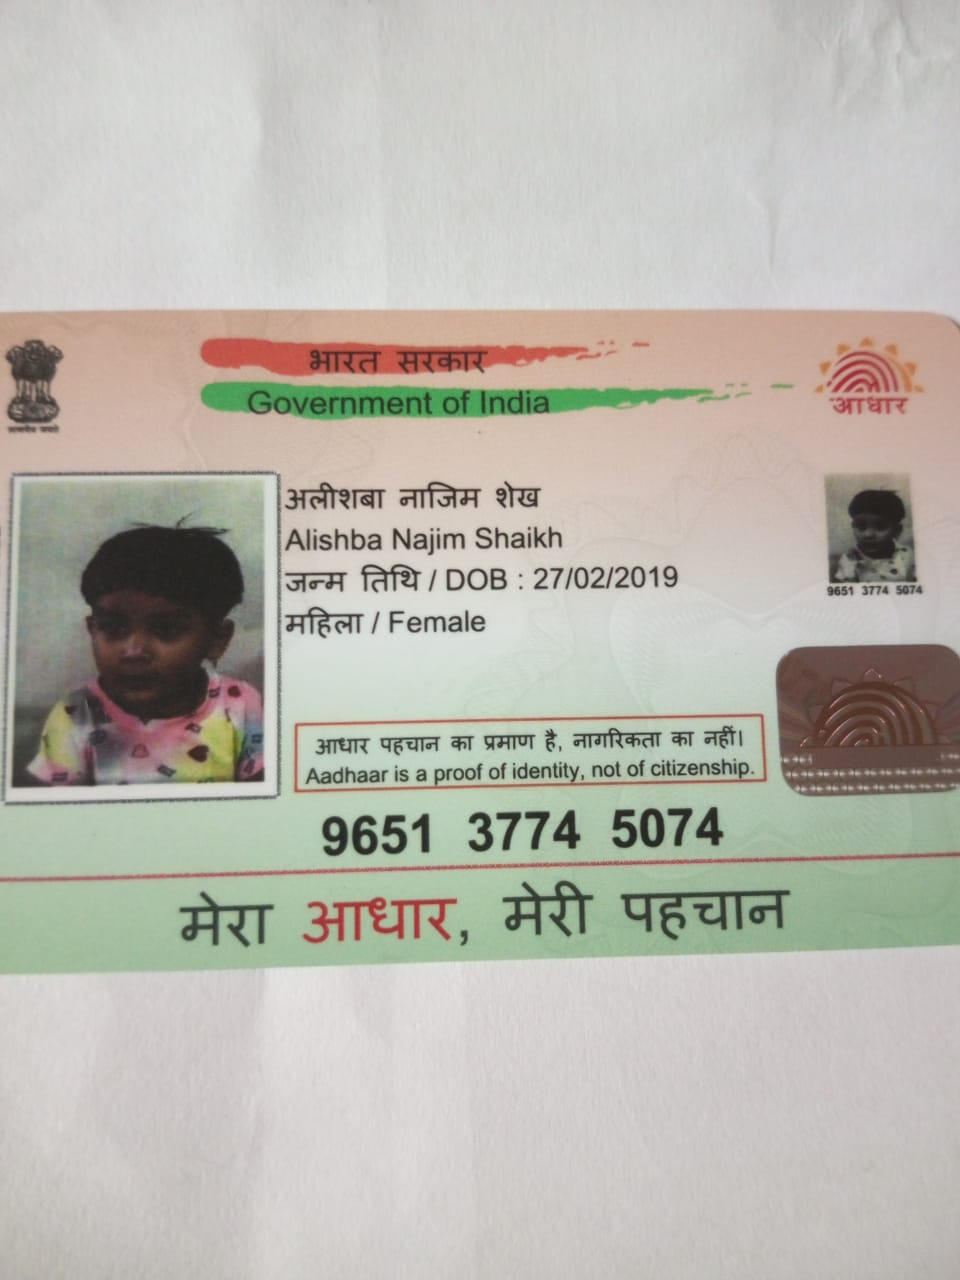 भारत सरकार
Government of India
आधार
अलीशबा नाजिम शेख
Alishba Najim Shaikh
जन्म तिथि / DOB : 27/02/2019
महिला / Female
9651 3774 5074
आधार पहचान का प्रमाण है, नागरिकता का नहीं।
Aadhaar is a proof of identity, not of citizenship.
9651 3774 5074
मेरा आधार, मेरी पहचान